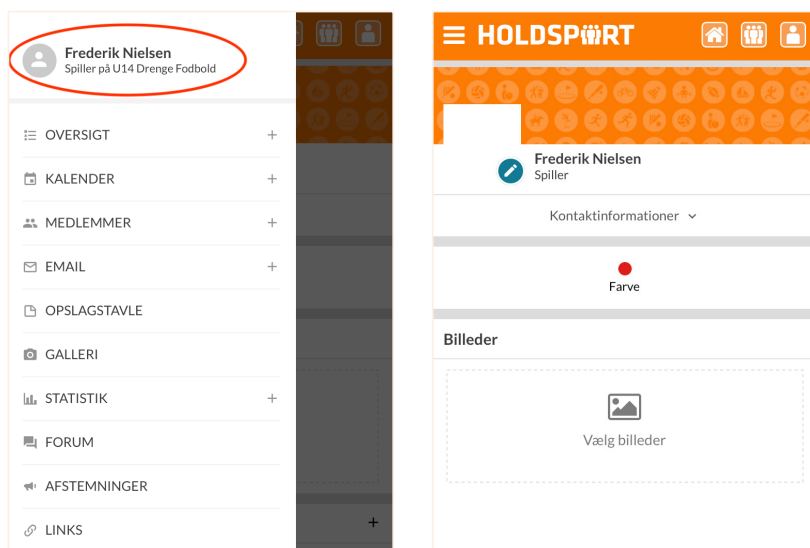 Frederik Nielsen
Spiller på U14 Drenge Fodbold
OVERSIGT +
KALENDER +
MEDLEMMER +
EMAIL +
OPSLAGSTAVLE
GALLERI
STATISTIK +
FORUM
AFSTEMNINGER
LINKS
+
HOLDSPORT
Frederik Nielsen
Spiller
Kontaktinformationer
Farve
Billeder
Vælg billeder